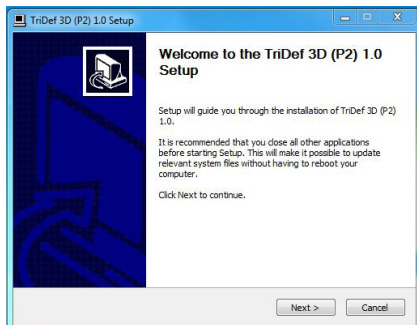 TriDef 3D (P2) 1.0 Setup
Welcome to the TriDef 3D (P2) 1.0
Setup
Setup will guide you through the installation of TriDef 3D (P2)
1.0.
It is recommended that you close all other applications
before starting Setup. This will make it possible to update
relevant system files without having to reboot your
computer.
Click Next to continue.
Next >
Cancel